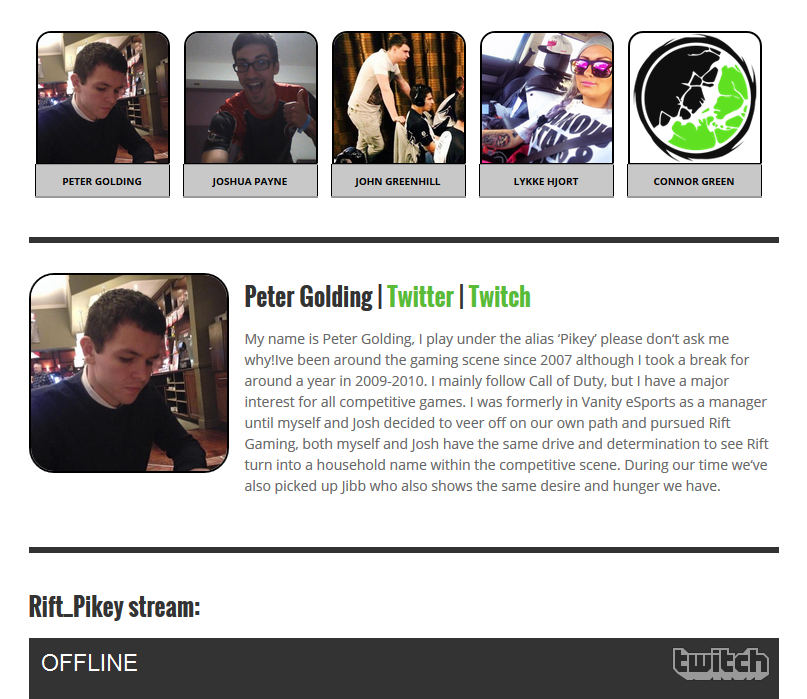 PETER GOLDING
JOSHUA PAYNE
JOHN GREENHILL
LYKKE HJORT
CONNOR GREEN
Peter Golding | Twitter | Twitch
My name is Peter Golding, I play under the alias ‘Pikey’ please don’t ask me
why!Ive been around the gaming scene since 2007 although I took a break for
around a year in 2009-2010. I mainly follow Call of Duty, but I have a major
interest for all competitive games. I was formerly in Vanity eSports as a manager
until myself and Josh decided to veer off on our own path and pursued Rift
Gaming, both myself and Josh have the same drive and determination to see Rift
turn into a household name within the competitive scene. During our time we’ve
also picked up Jibb who also shows the same desire and hunger we have.
Rift_Pikey stream:
OFFLINE
twitch